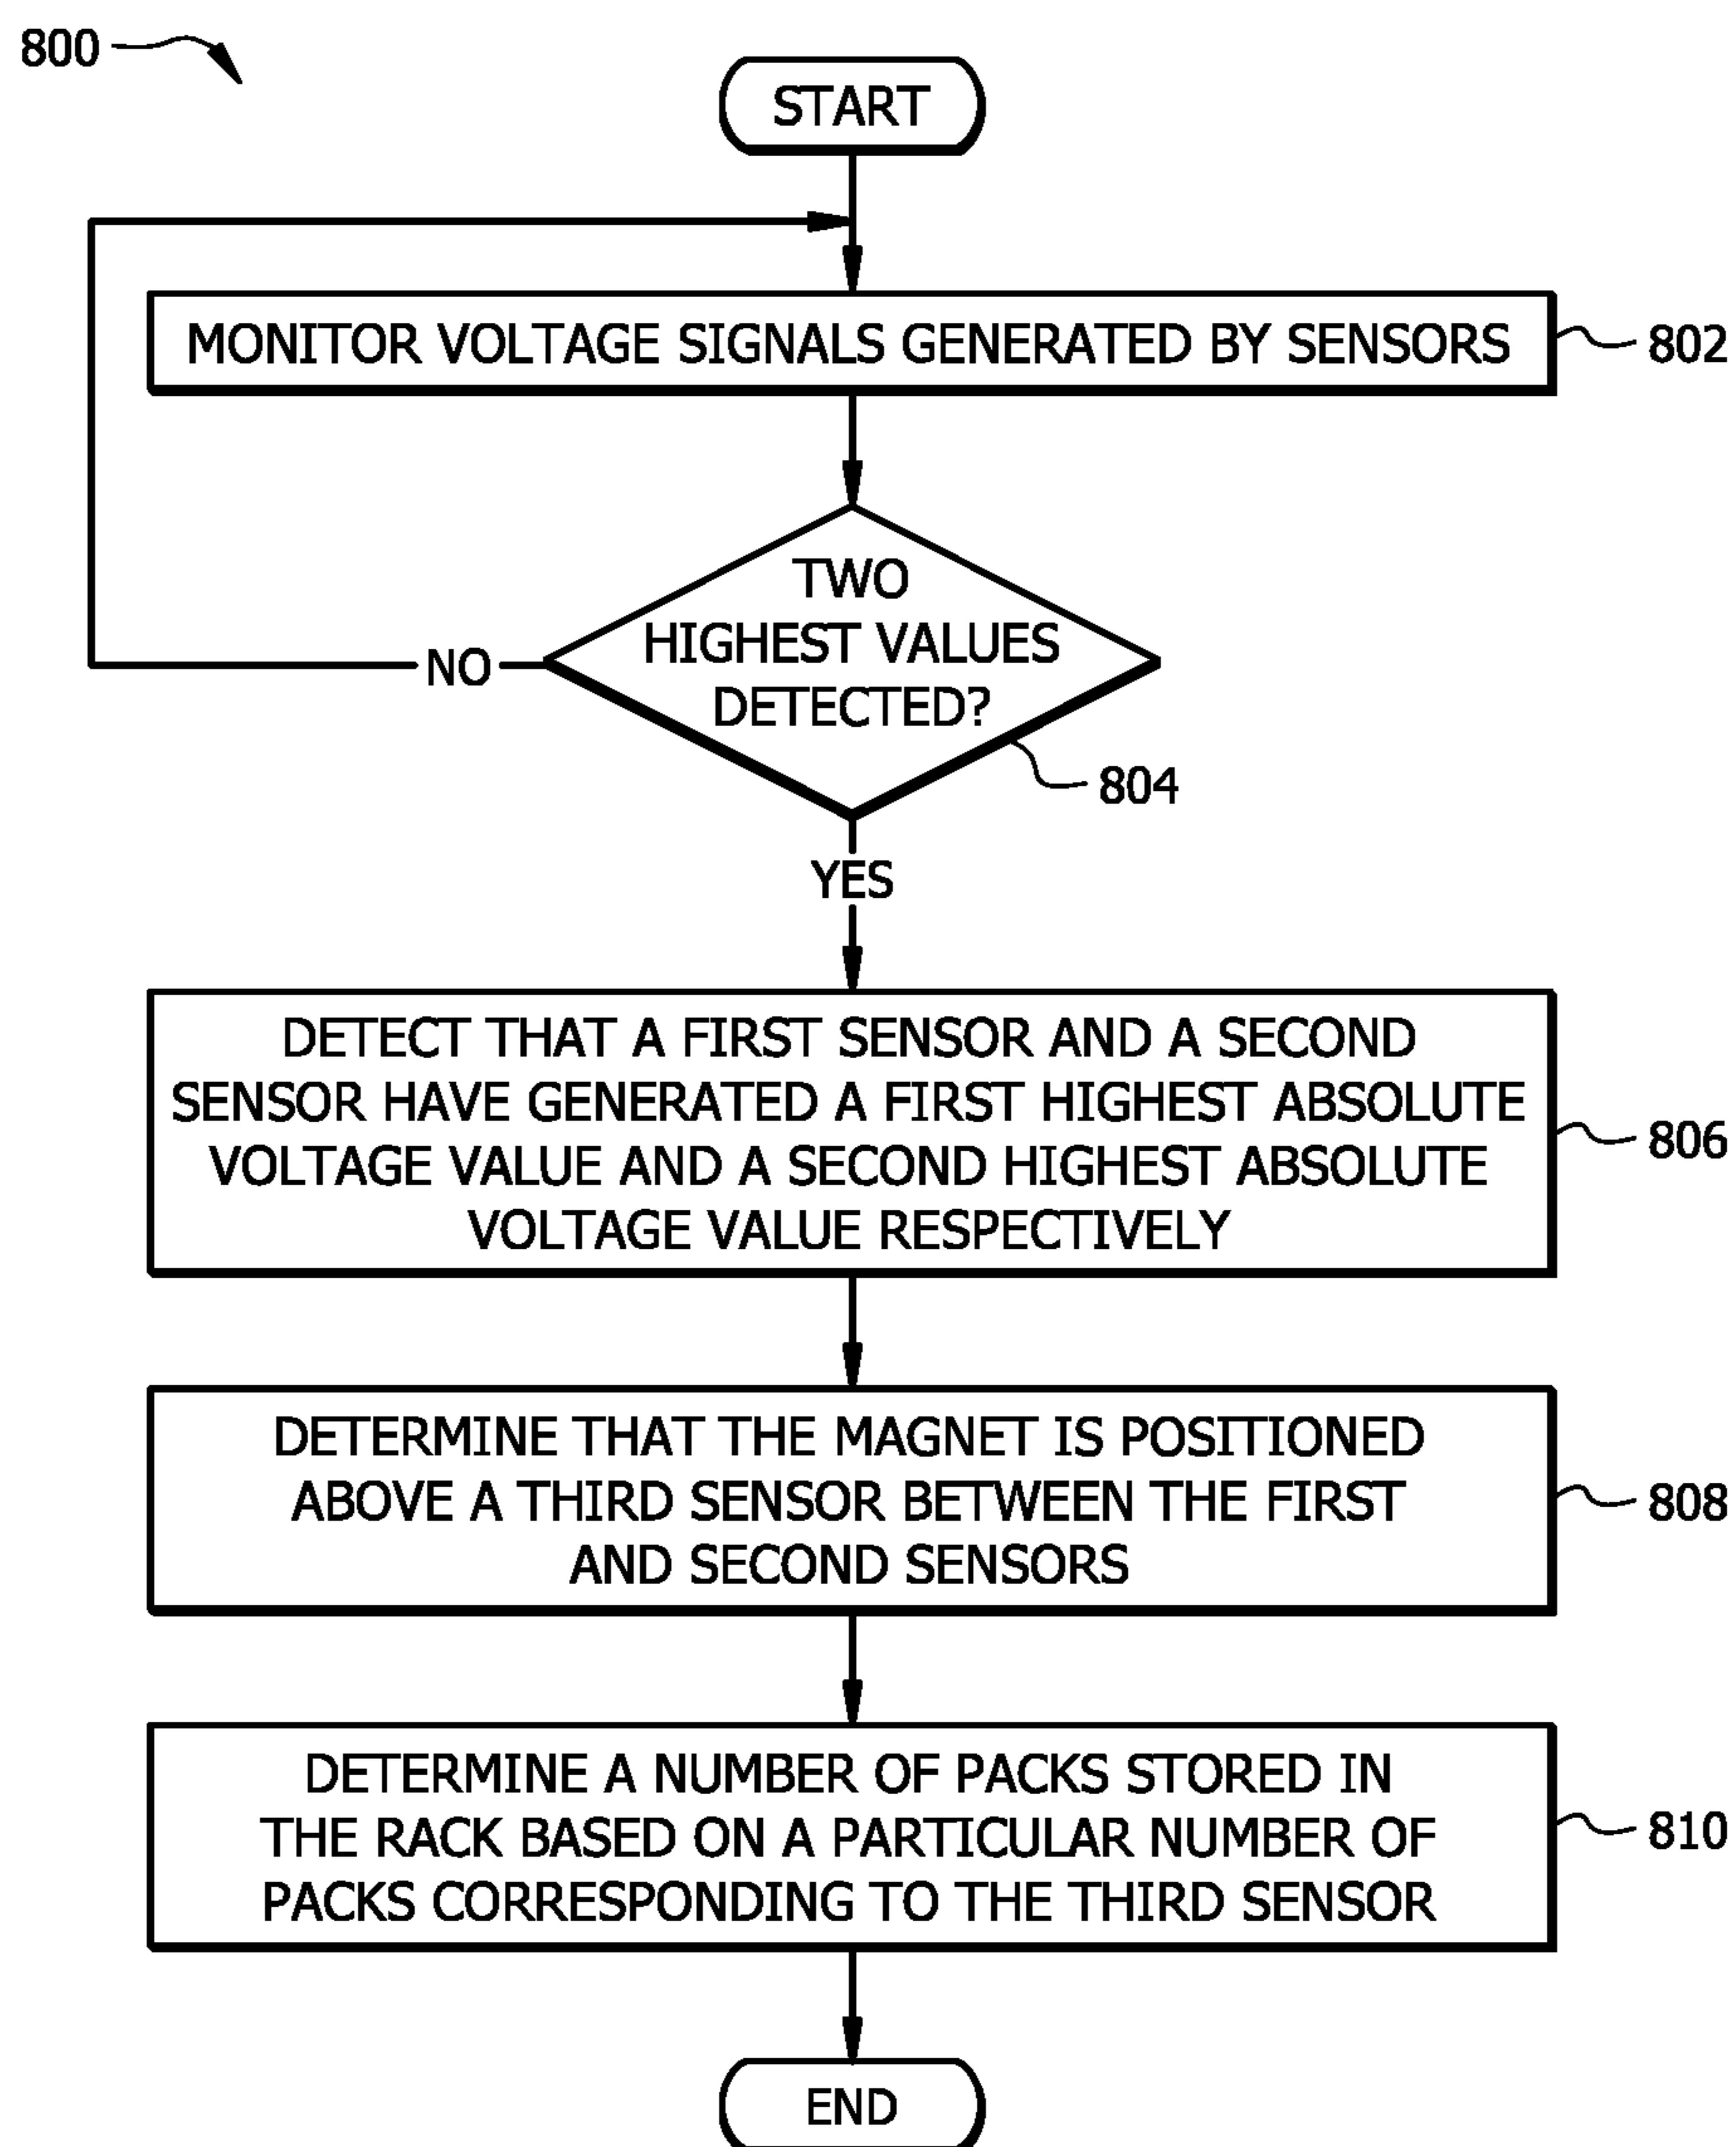 800
START
MONITOR VOLTAGE SIGNALS GENERATED BY SENSORS
802
TWO
HIGHEST VALUES
DETECTED?
NO
804
YES
DETECT THAT A FIRST SENSOR AND A SECOND
SENSOR HAVE GENERATED A FIRST HIGHEST ABSOLUTE
VOLTAGE VALUE AND A SECOND HIGHEST ABSOLUTE
VOLTAGE VALUE RESPECTIVELY
806
DETERMINE THAT THE MAGNET IS POSITIONED
ABOVE A THIRD SENSOR BETWEEN THE FIRST
AND SECOND SENSORS
808
DETERMINE A NUMBER OF PACKS STORED IN
THE RACK BASED ON A PARTICULAR NUMBER OF
PACKS CORRESPONDING TO THE THIRD SENSOR
810
END